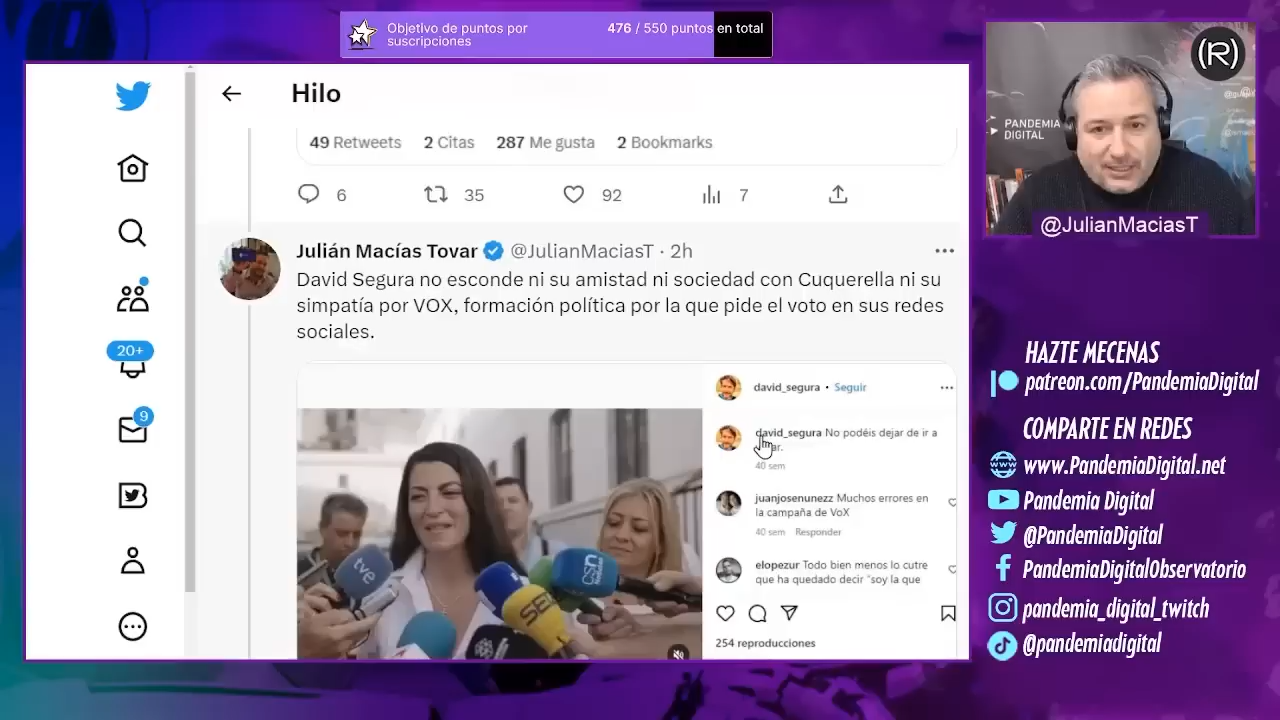 Objetivo de puntos por
suscripciones
476 / 550 puntos en total
Hilo
49 Retweets 2 Citas 287 Me gusta 2 Bookmarks
6 35 92 7
20+
9
Julián Macías Tovar @JulianMaciasT · 2h
David Segura no esconde ni su amistad ni sociedad con Cuquerella ni su
simpatía por VOX, formación política por la que pide el voto en sus redes
sociales.
david_segura • Seguir
david_segura No podéis dejar de ir a
40 sem
juanjosenunezz Muchos errores en
la campaña de VoX
40 sem Responder
elopezur Todo bien menos lo cutre
que ha quedado decir "soy la que
254 reproducciones
tve
SER
CSN
(R)
PANDEMIA
DIGITAL
@JulianMaciasT
HAZTE MECENAS
patreon.com/PandemiaDigital
COMPARTE EN REDES
www.PandemiaDigital.net
Pandemia Digital
@PandemiaDigital
PandemiaDigitalObservatorio
pandemia_digital_twitch
@pandemiadigital